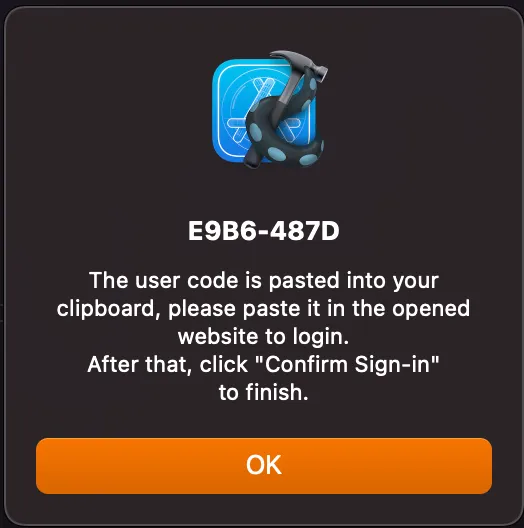 E9B6-487D
The user code is pasted into your
clipboard, please paste it in the opened
website to login.
After that, click "Confirm Sign-in"
to finish.
OK